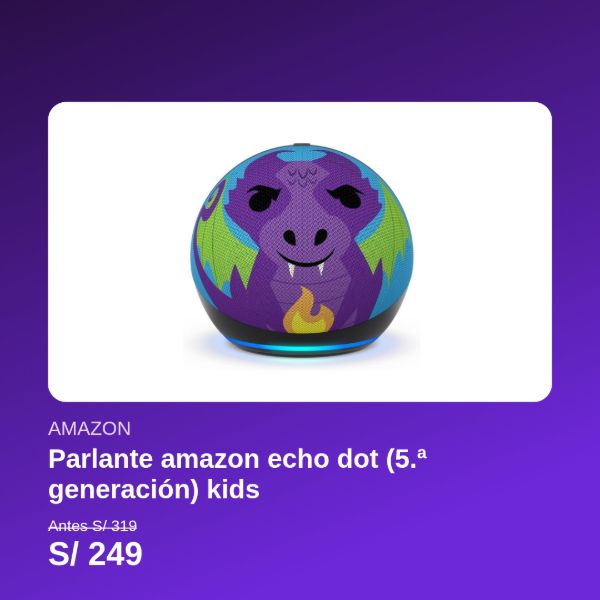 AMAZON
Parlante amazon echo dot (5.ª
generación) kids
Antes S/ 319
S/ 249